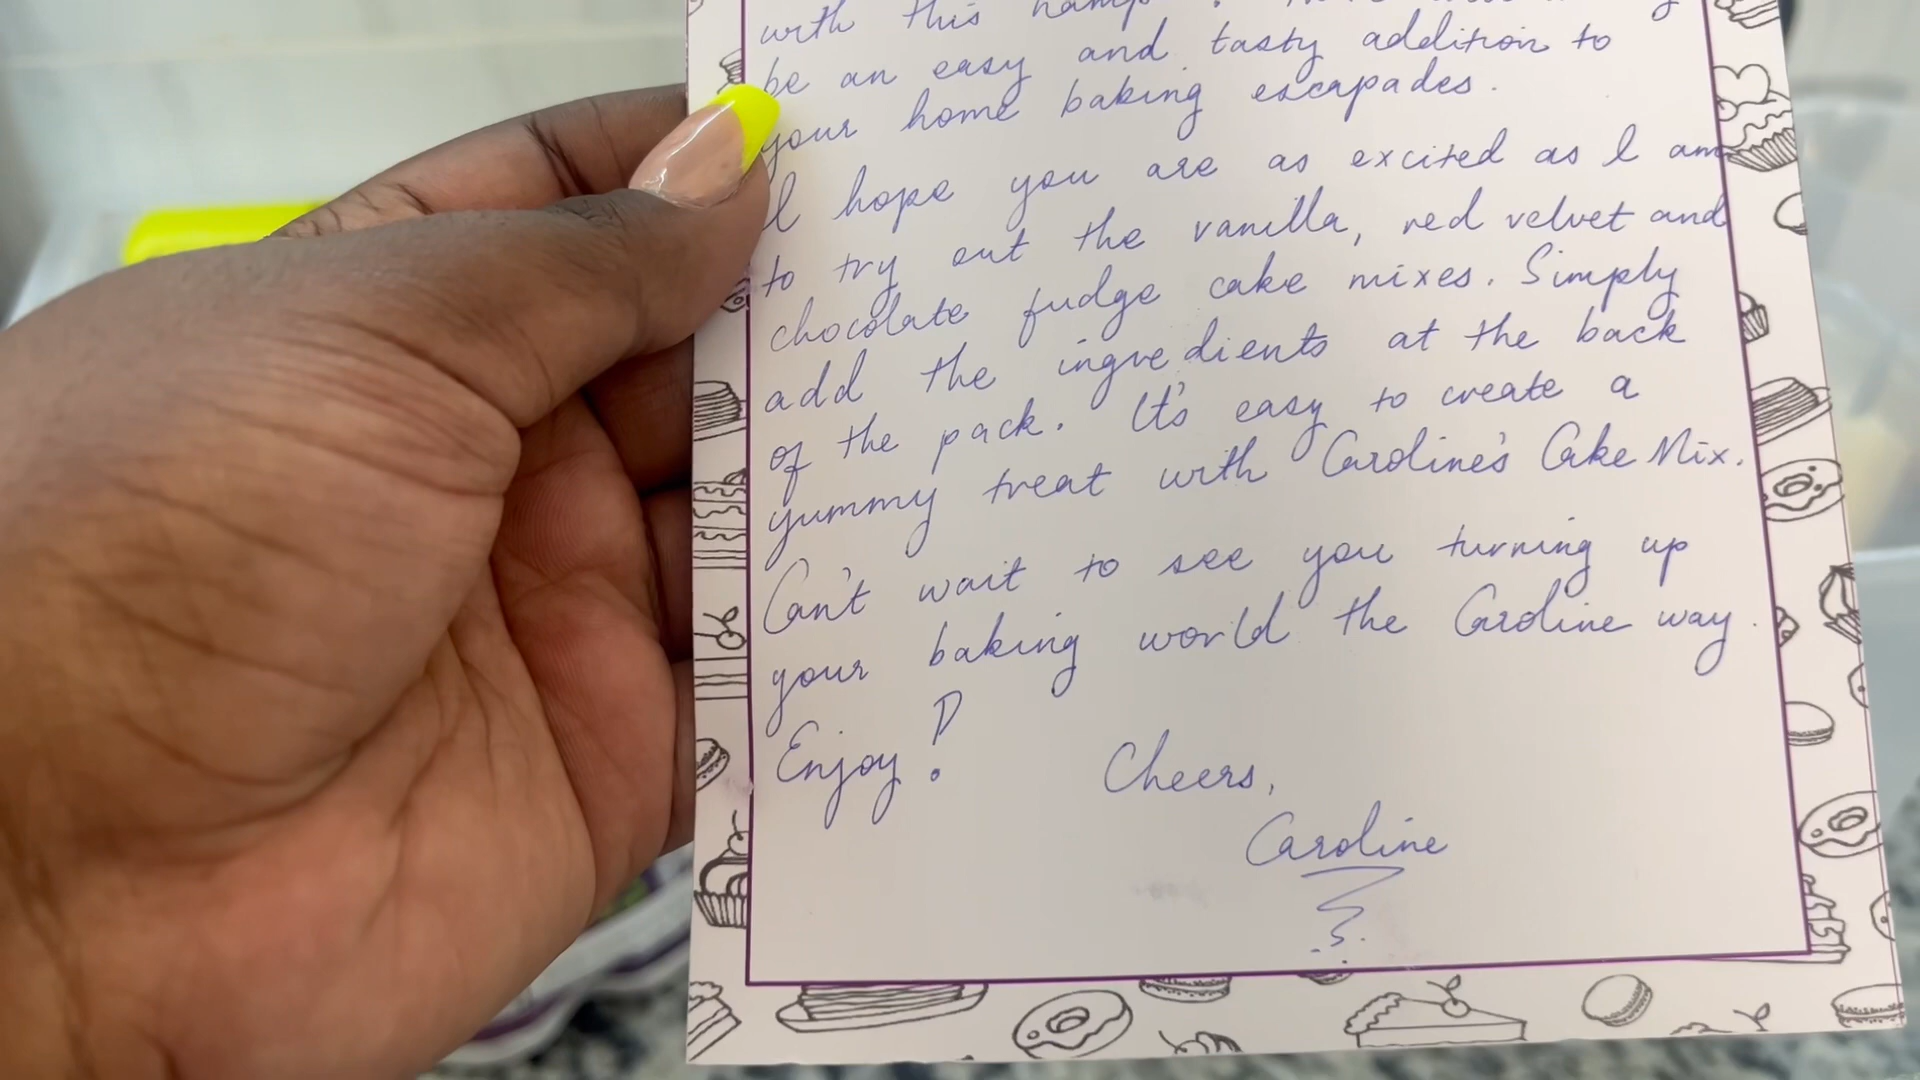 with this
be an easy and tasty addition to
your home baking escapades.
I hope you are as excited as I am
to try out the vanilla, red velvet and
chocolate fudge cake mixes. Simply
add the ingredients at the back
of the pack. It's easy to create a
yummy treat with Caroline's Cake Mix.
Can't wait to see you turning up
your baking world the Caroline way.
Enjoy!
Cheers,
Caroline